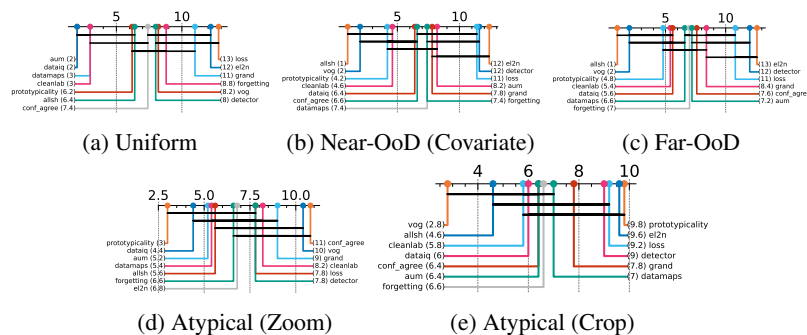 5 10
aum (2) (13) loss
dataiq (2) (12) el2n
datamaps (3) (11) grand
cleanlab (3) (8.8) forgetting
prototypicality (6.2) (8.2) vog
allsh (6.4) (8) detector
conf_agree (7.4)
(a) Uniform
5 10
allsh (1) (12) el2n
vog (2) (12) detector
prototypicality (4.2) (11) loss
cleanlab (4.6) (8.2) aum
dataiq (6.4) (7.8) grand
conf_agree (6.6) (7.4) forgetting
datamaps (7.4)
(b) Near-OoD (Covariate)
5 10
allsh (1) (13) el2n
vog (2) (12) detector
prototypicality (4.8) (11) loss
cleanlab (5.4) (8.4) grand
dataiq (5.6) (7.6) conf_agree
datamaps (6.6) (7.2) aum
forgetting (7)
(c) Far-OoD
2.5 5.0 7.5 10.0
prototypicality (3) (11) conf_agree
dataiq (4.4) (10) vog
aum (5.2) (9) grand
datamaps (5.4) (8.2) cleanlab
allsh (5.6) (7.8) loss
forgetting (6.6) (7.8) detector
el2n (6.8)
(d) Atypical (Zoom)
4 6 8 10
vog (2.8) (9.8) prototypicality
allsh (4.6) (9.6) el2n
cleanlab (5.8) (9.2) loss
dataiq (6) (9) detector
conf_agree (6.4) (7.8) grand
aum (6.4) (7) datamaps
forgetting (6.6)
(e) Atypical (Crop)